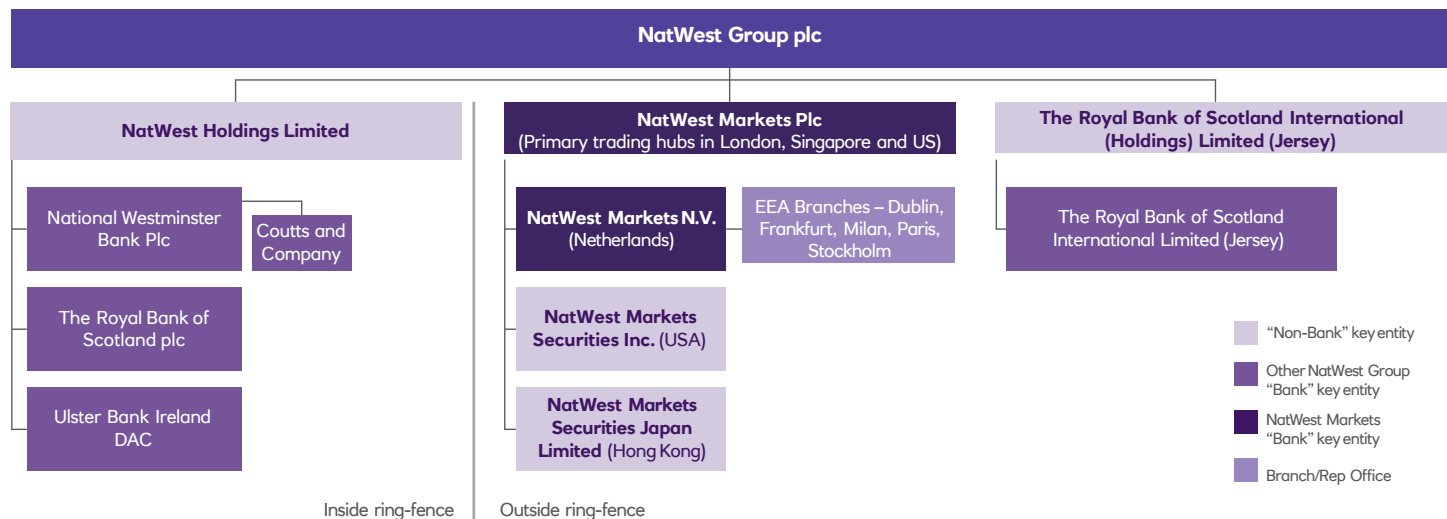 NatWest Group plc
NatWest Holdings Limited
NatWest Markets Plc
(Primary trading hubs in London, Singapore and US)
The Royal Bank of Scotland International
(Holdings) Limited (Jersey)
National Westminster
Bank Plc
Coutts and
Company
The Royal Bank of
Scotland plc
Ulster Bank Ireland
DAC
NatWest Markets N.V.
(Netherlands)
EEA Branches – Dublin,
Frankfurt, Milan, Paris,
Stockholm
NatWest Markets
Securities Inc. (USA)
NatWest Markets
Securities Japan
Limited (Hong Kong)
The Royal Bank of Scotland
International Limited (Jersey)
"Non-Bank" key entity
Other NatWest Group
"Bank" key entity
NatWest Markets
"Bank" key entity
Branch/Rep Office
Inside ring-fence
Outside ring-fence